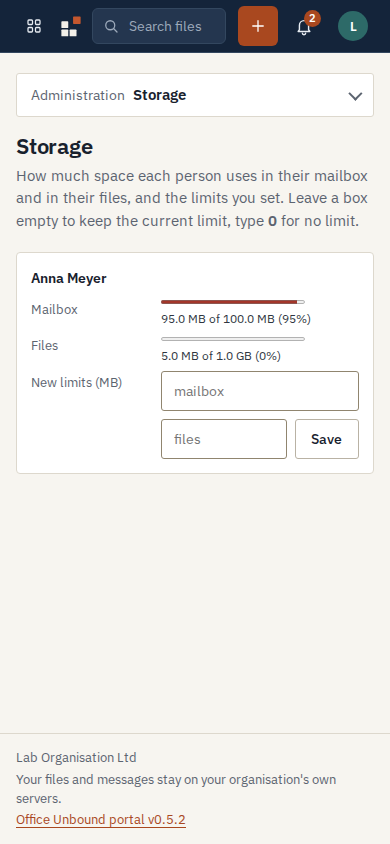 Search files
2
L
Administration Storage
Storage
How much space each person uses in their mailbox
and in their files, and the limits you set. Leave a box
empty to keep the current limit, type 0 for no limit.
Anna Meyer
Mailbox
95.0 MB of 100.0 MB (95%)
Files
5.0 MB of 1.0 GB (0%)
New limits (MB)
mailbox
files
Save
Lab Organisation Ltd
Your files and messages stay on your organisation's own
servers.
Office Unbound portal v0.5.2